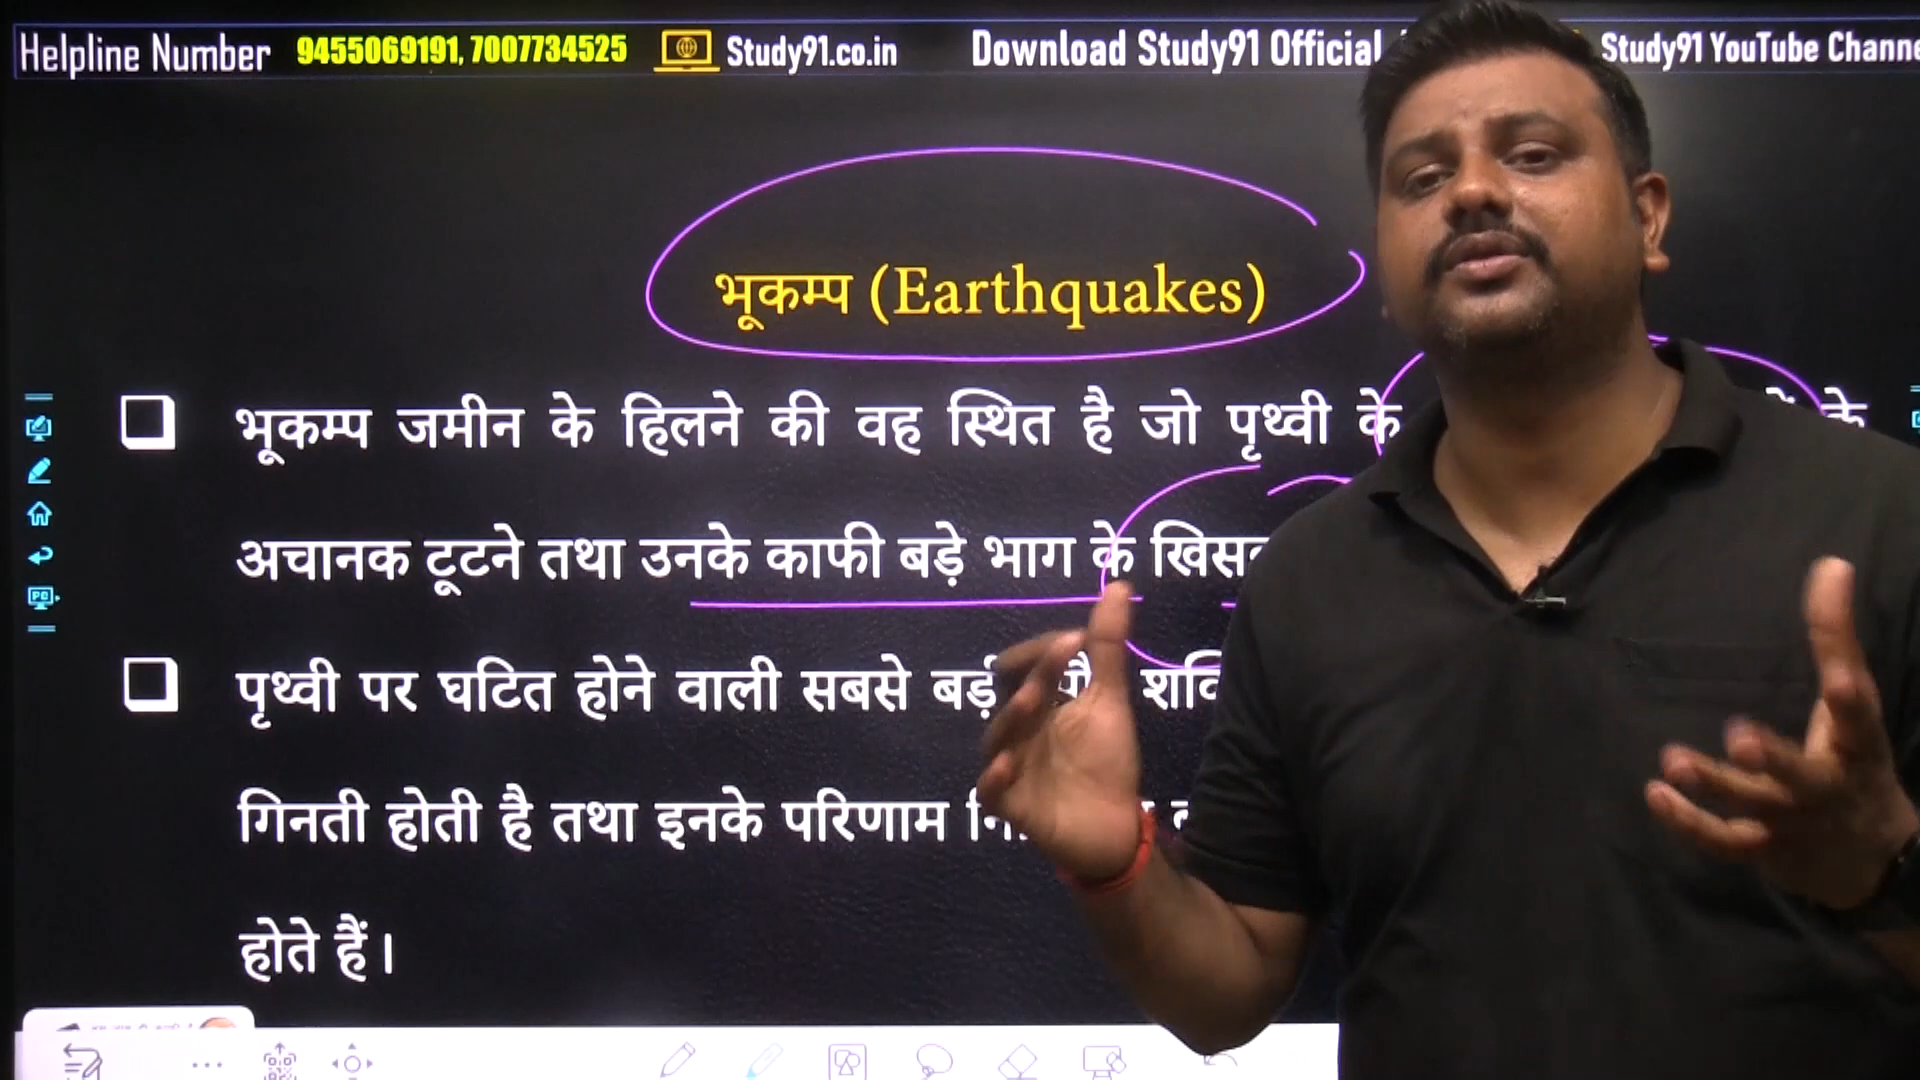 Helpline Number 9455069191, 7007734525 Study91.co.in Download Study91 Official Study91 YouTube Channe
भूकम्प (Earthquakes)
भूकम्प जमीन के हिलने की वह स्थित है जो पृथ्वी के के
अचानक टूटने तथा उनके काफी बड़े भाग के
पृथ्वी पर घटित होने वाली सबसे
गिनती होती है तथा इनके परिणाम
होते हैं।